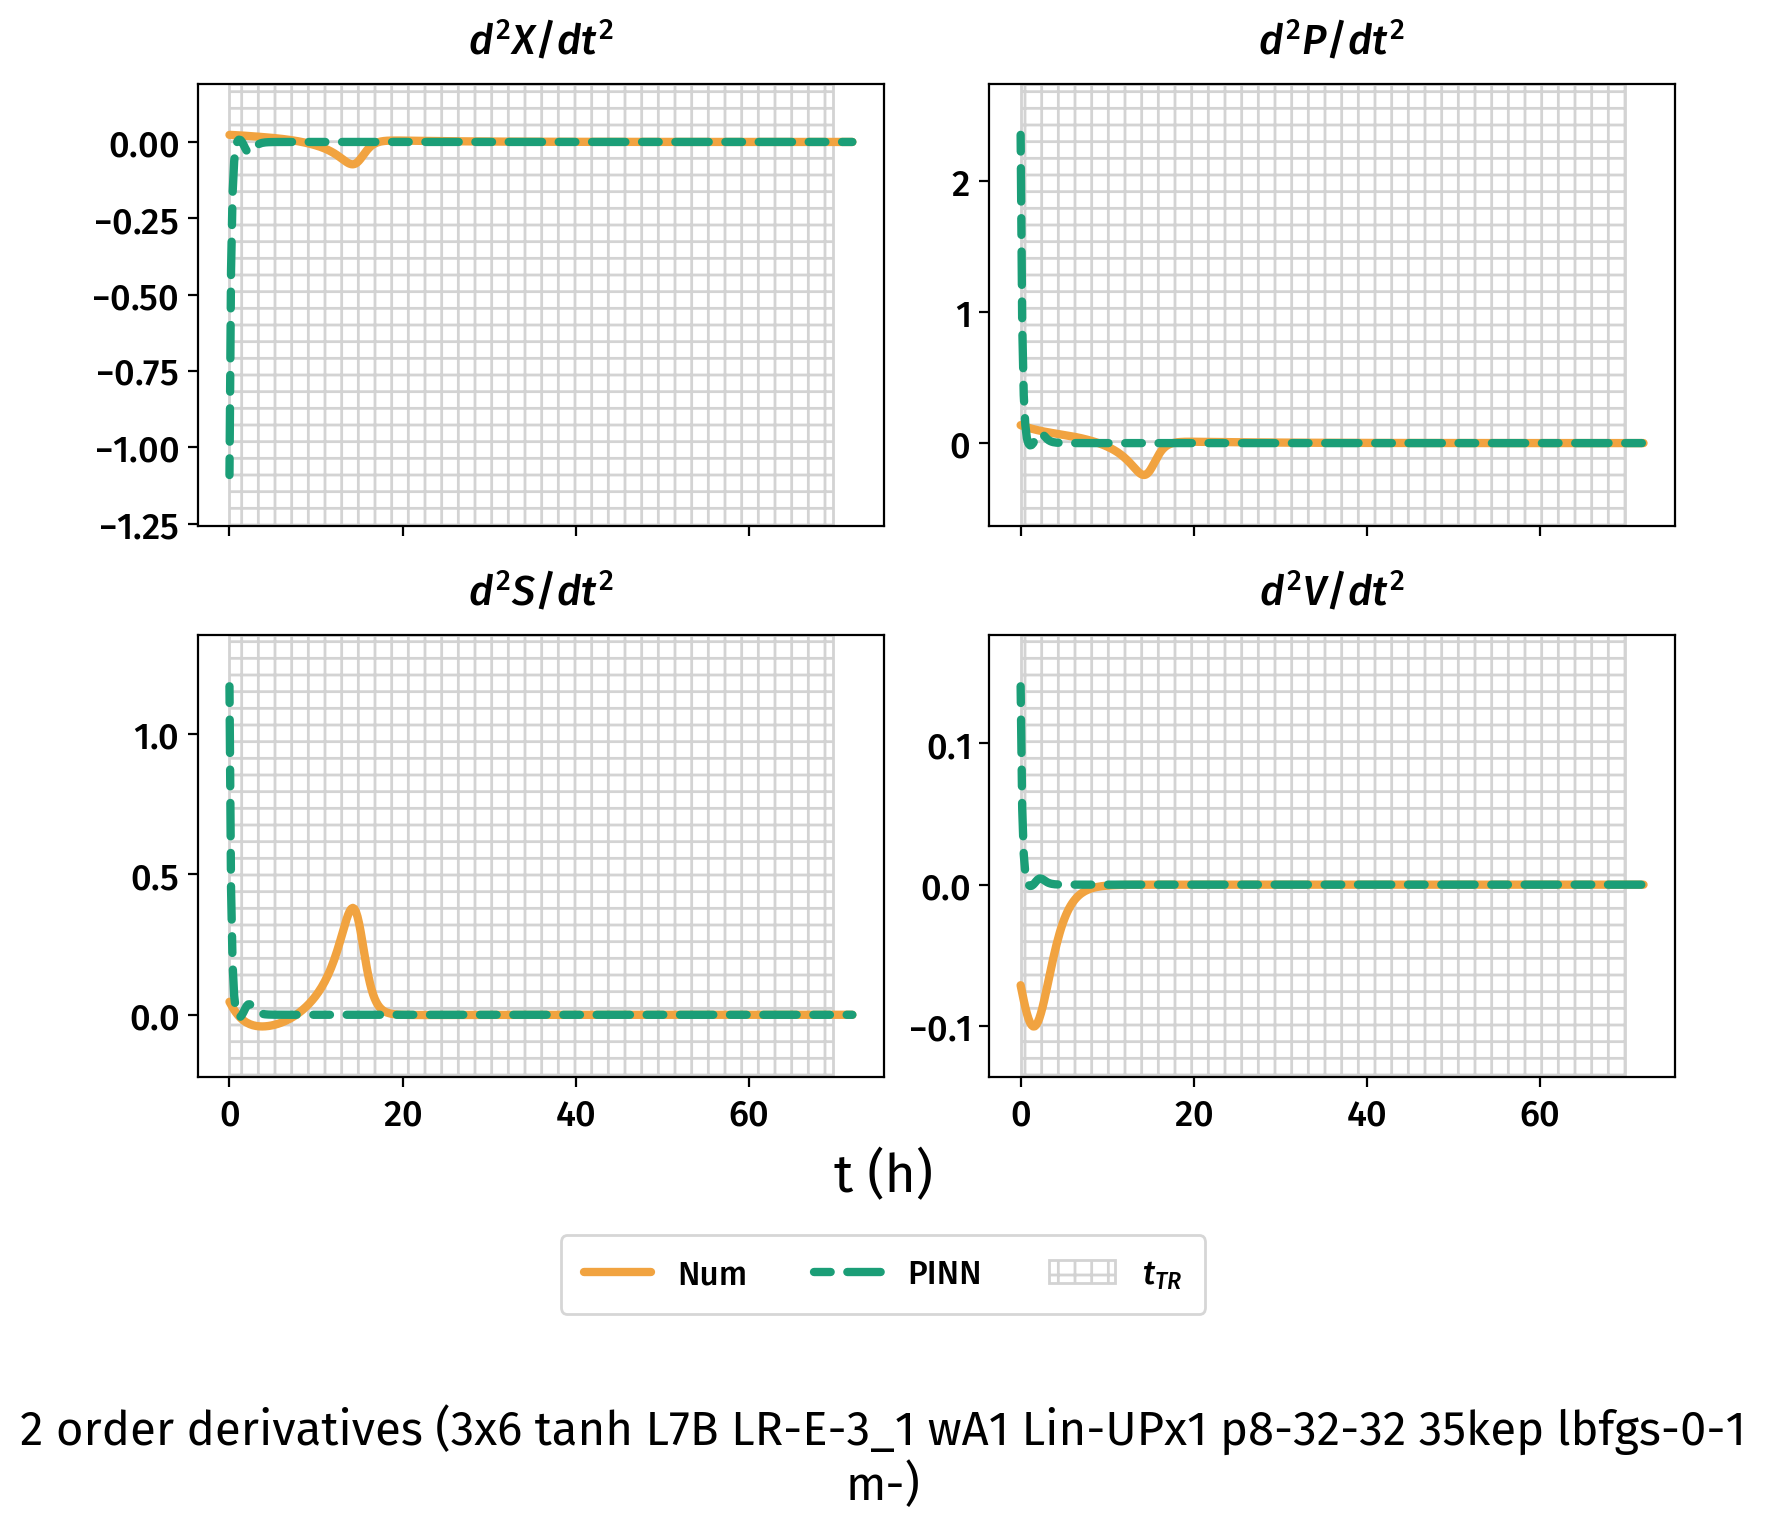 d²X/dt²
d²P/dt²
0.00
−0.25
−0.50
−0.75
−1.00
−1.25
2
1
0
d²S/dt²
d²V/dt²
1.0
0.5
0.0
0.1
0.0
−0.1
0 20 40 60
0 20 40 60
t (h)
Num PINN t_TR
2 order derivatives (3x6 tanh L7B LR-E-3_1 wA1 Lin-UPx1 p8-32-32 35kep lbfgs-0-1
m-)